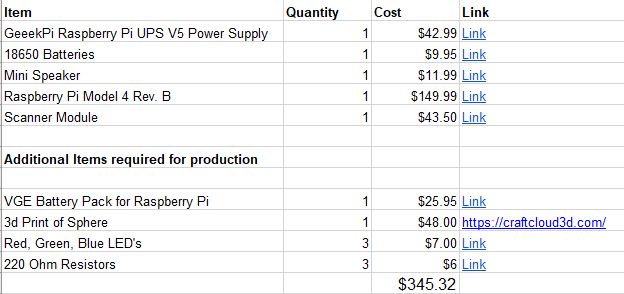 Item Quantity Cost Link
GeeekPi Raspberry Pi UPS V5 Power Supply 1 $42.99 Link
18650 Batteries 1 $9.95 Link
Mini Speaker 1 $11.99 Link
Raspberry Pi Model 4 Rev. B 1 $149.99 Link
Scanner Module 1 $43.50 Link
Additional Items required for production
VGE Battery Pack for Raspberry Pi 1 $25.95 Link
3d Print of Sphere 1 $48.00 https://craftcloud3d.com/
Red, Green, Blue LED's 3 $7.00 Link
220 Ohm Resistors 3 $6 Link
$345.32